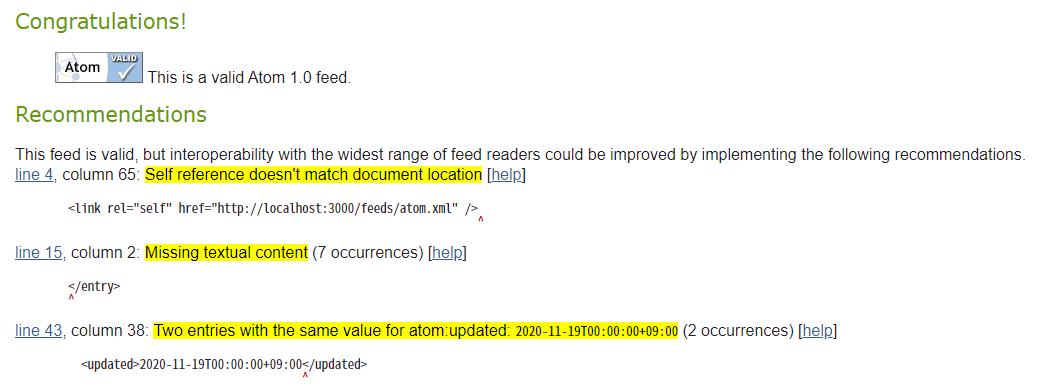 Congratulations!
Atom VALID This is a valid Atom 1.0 feed.
Recommendations
This feed is valid, but interoperability with the widest range of feed readers could be improved by implementing the following recommendations.
line 4, column 65: Self reference doesn't match document location [help]
<link rel="self" href="http://localhost:3000/feeds/atom.xml" />
^
line 15, column 2: Missing textual content (7 occurrences) [help]
</entry>
^
line 43, column 38: Two entries with the same value for atom:updated: 2020-11-19T00:00:00+09:00 (2 occurrences) [help]
<updated>2020-11-19T00:00:00+09:00</updated>
^